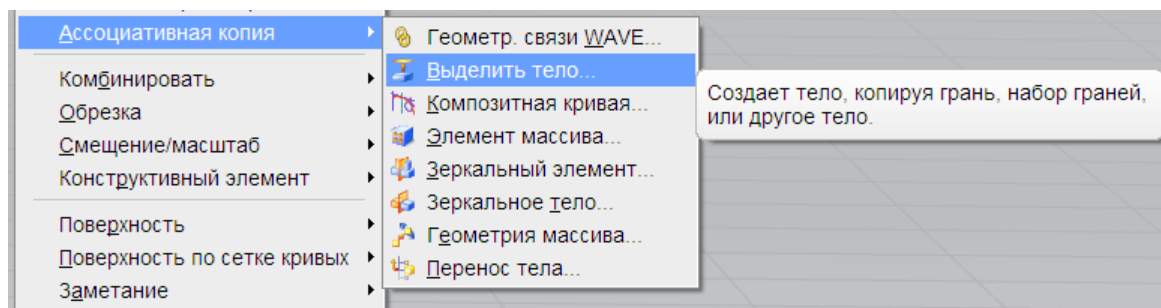 Ассоциативная копия
Комбинировать
Обрезка
Смещение/масштаб
Конструктивный элемент
Поверхность
Поверхность по сетке кривых
Заметание
Геометр. связи WAVE...
Выделить тело...
Композитная кривая...
Элемент массива...
Зеркальный элемент...
Зеркальное тело...
Геометрия массива...
Перенос тела...
Создает тело, копируя грань, набор граней,
или другое тело.